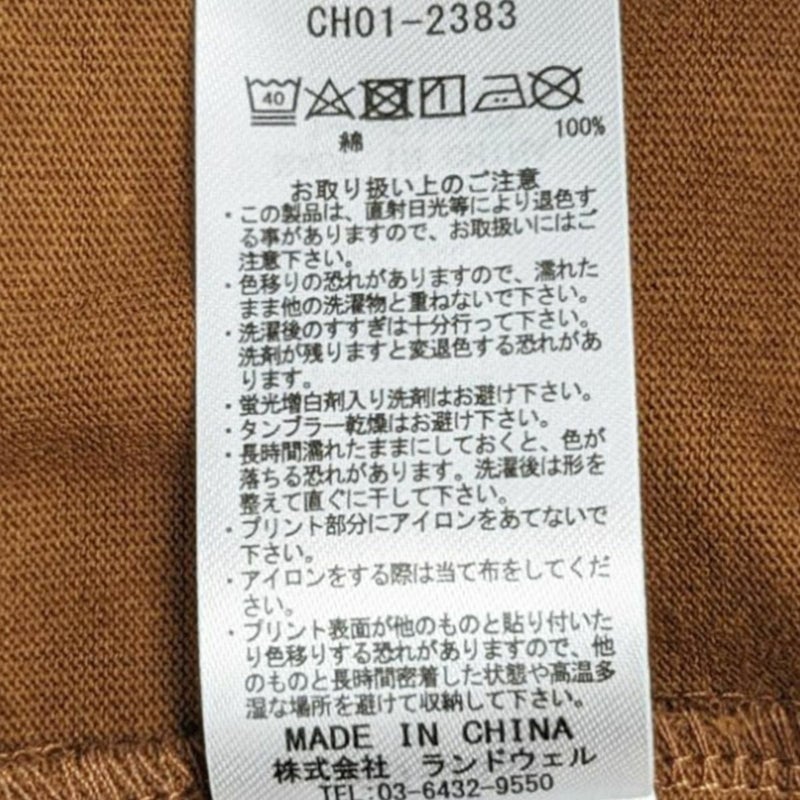 CH01-2383
40
綿 100%
お取り扱い上のご注意
・この製品は、直射日光等により退色す
る事がありますので、お取扱いにはご
注意下さい。
・色移りの恐れがありますので、濡れた
まま他の洗濯物と重ねないで下さい。
・洗濯後のすすぎは十分行って下さい。
洗剤が残りますと変退色する恐れがあ
ります。
・蛍光増白剤入り洗剤はお避け下さい。
・タンブラー乾燥はお避け下さい。
・長時間濡れたままにしておくと、色が
落ちる恐れがあります。洗濯後は形を
整えて直ぐに干して下さい。
・プリント部分にアイロンをあてないで
下さい。
・アイロンをする際は当て布をしてくだ
さい。
・プリント表面が他のものと貼り付いた
り色移りする恐れがありますので、他
のものと長時間密着した状態や高温多
湿な場所を避けて収納して下さい。
MADE IN CHINA
株式会社 ランドウェル
TEL:03-6432-9550